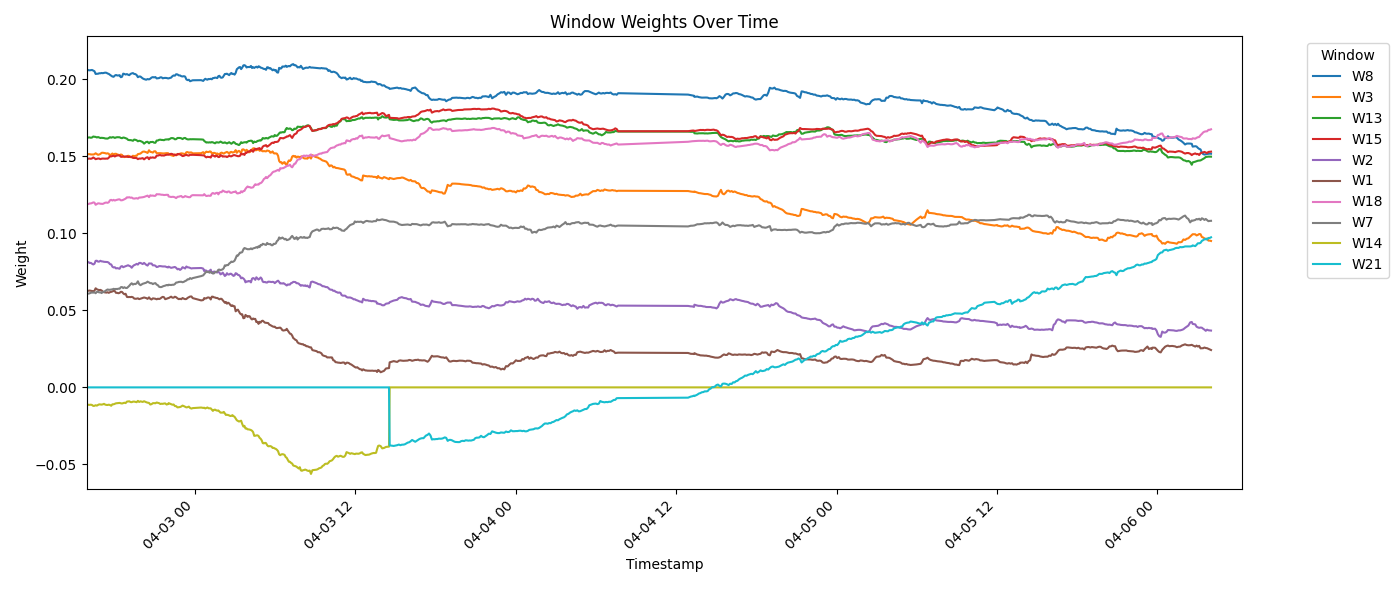 Window Weights Over Time
Weight
0.20
0.15
0.10
0.05
0.00
−0.05
04-03 00
04-03 12
04-04 00
04-04 12
04-05 00
04-05 12
04-06 00
Timestamp
Window
W8
W3
W13
W15
W2
W1
W18
W7
W14
W21